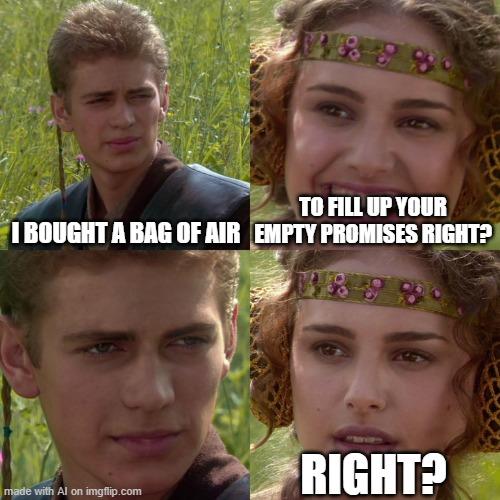 I BOUGHT A BAG OF AIR
TO FILL UP YOUR
EMPTY PROMISES RIGHT?
RIGHT?
made with AI on imgflip.com